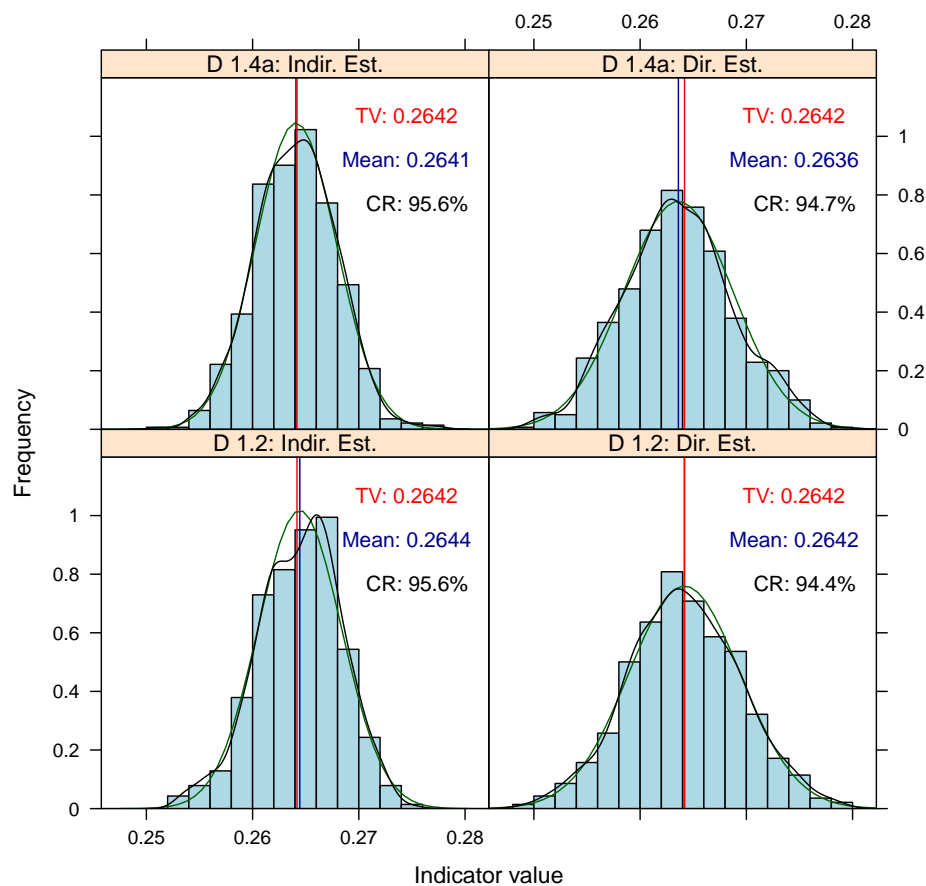 0.25 0.26 0.27 0.28
D 1.4a: Indir. Est.
D 1.4a: Dir. Est.
TV: 0.2642
Mean: 0.2641
CR: 95.6%
TV: 0.2642
Mean: 0.2636
CR: 94.7%
1
0.8
0.6
0.4
0.2
0
Frequency
D 1.2: Indir. Est.
D 1.2: Dir. Est.
1
0.8
0.6
0.4
0.2
0
TV: 0.2642
Mean: 0.2644
CR: 95.6%
TV: 0.2642
Mean: 0.2642
CR: 94.4%
0.25 0.26 0.27 0.28
Indicator value